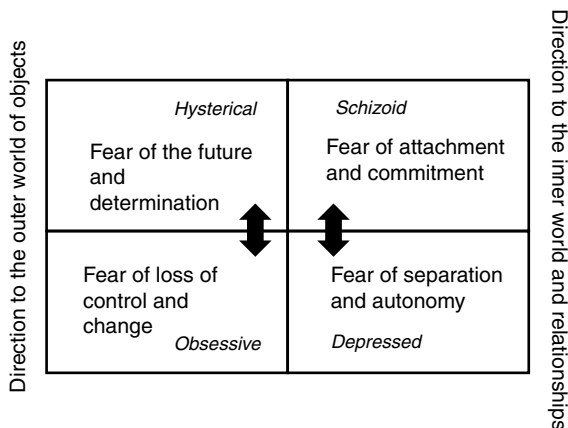 Direction to the outer world of objects
Hysterical
Fear of the future
and
determination
Schizoid
Fear of attachment
and commitment
Fear of loss of
control and
change
Obsessive
Fear of separation
and autonomy
Depressed
Direction to the inner world and relationships